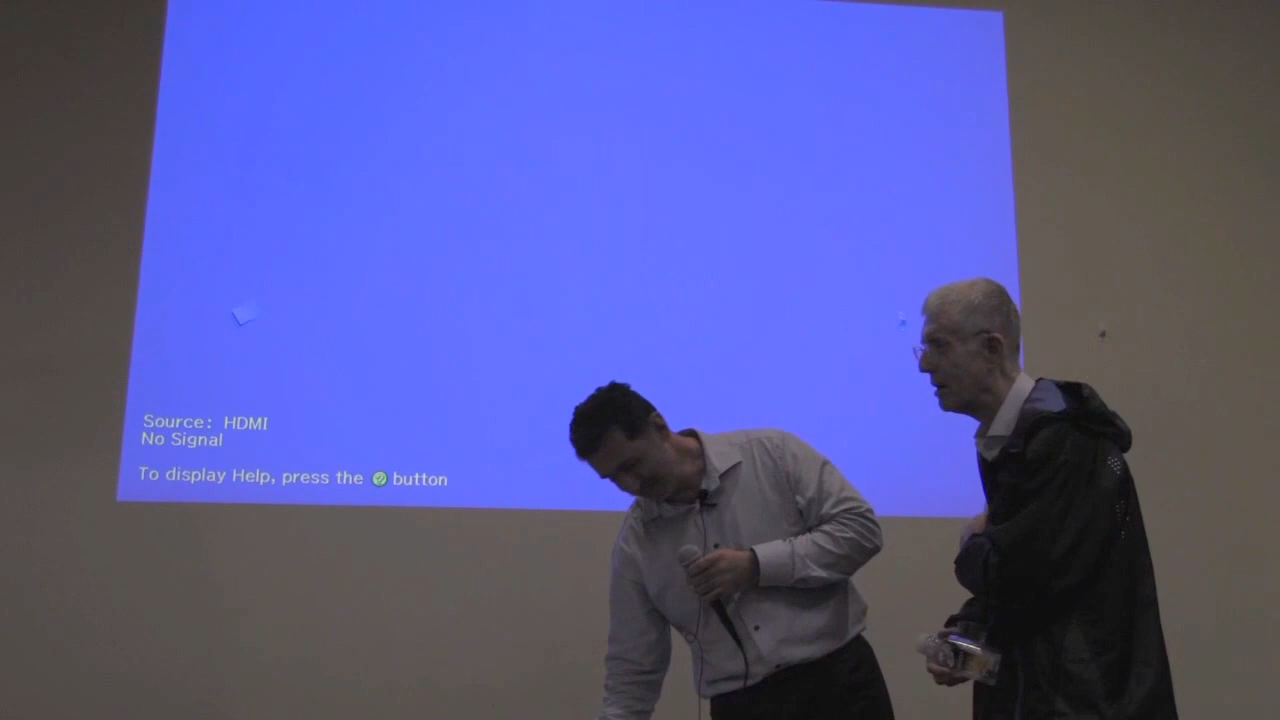 Source: HDMI
No Signal
To display Help, press the button